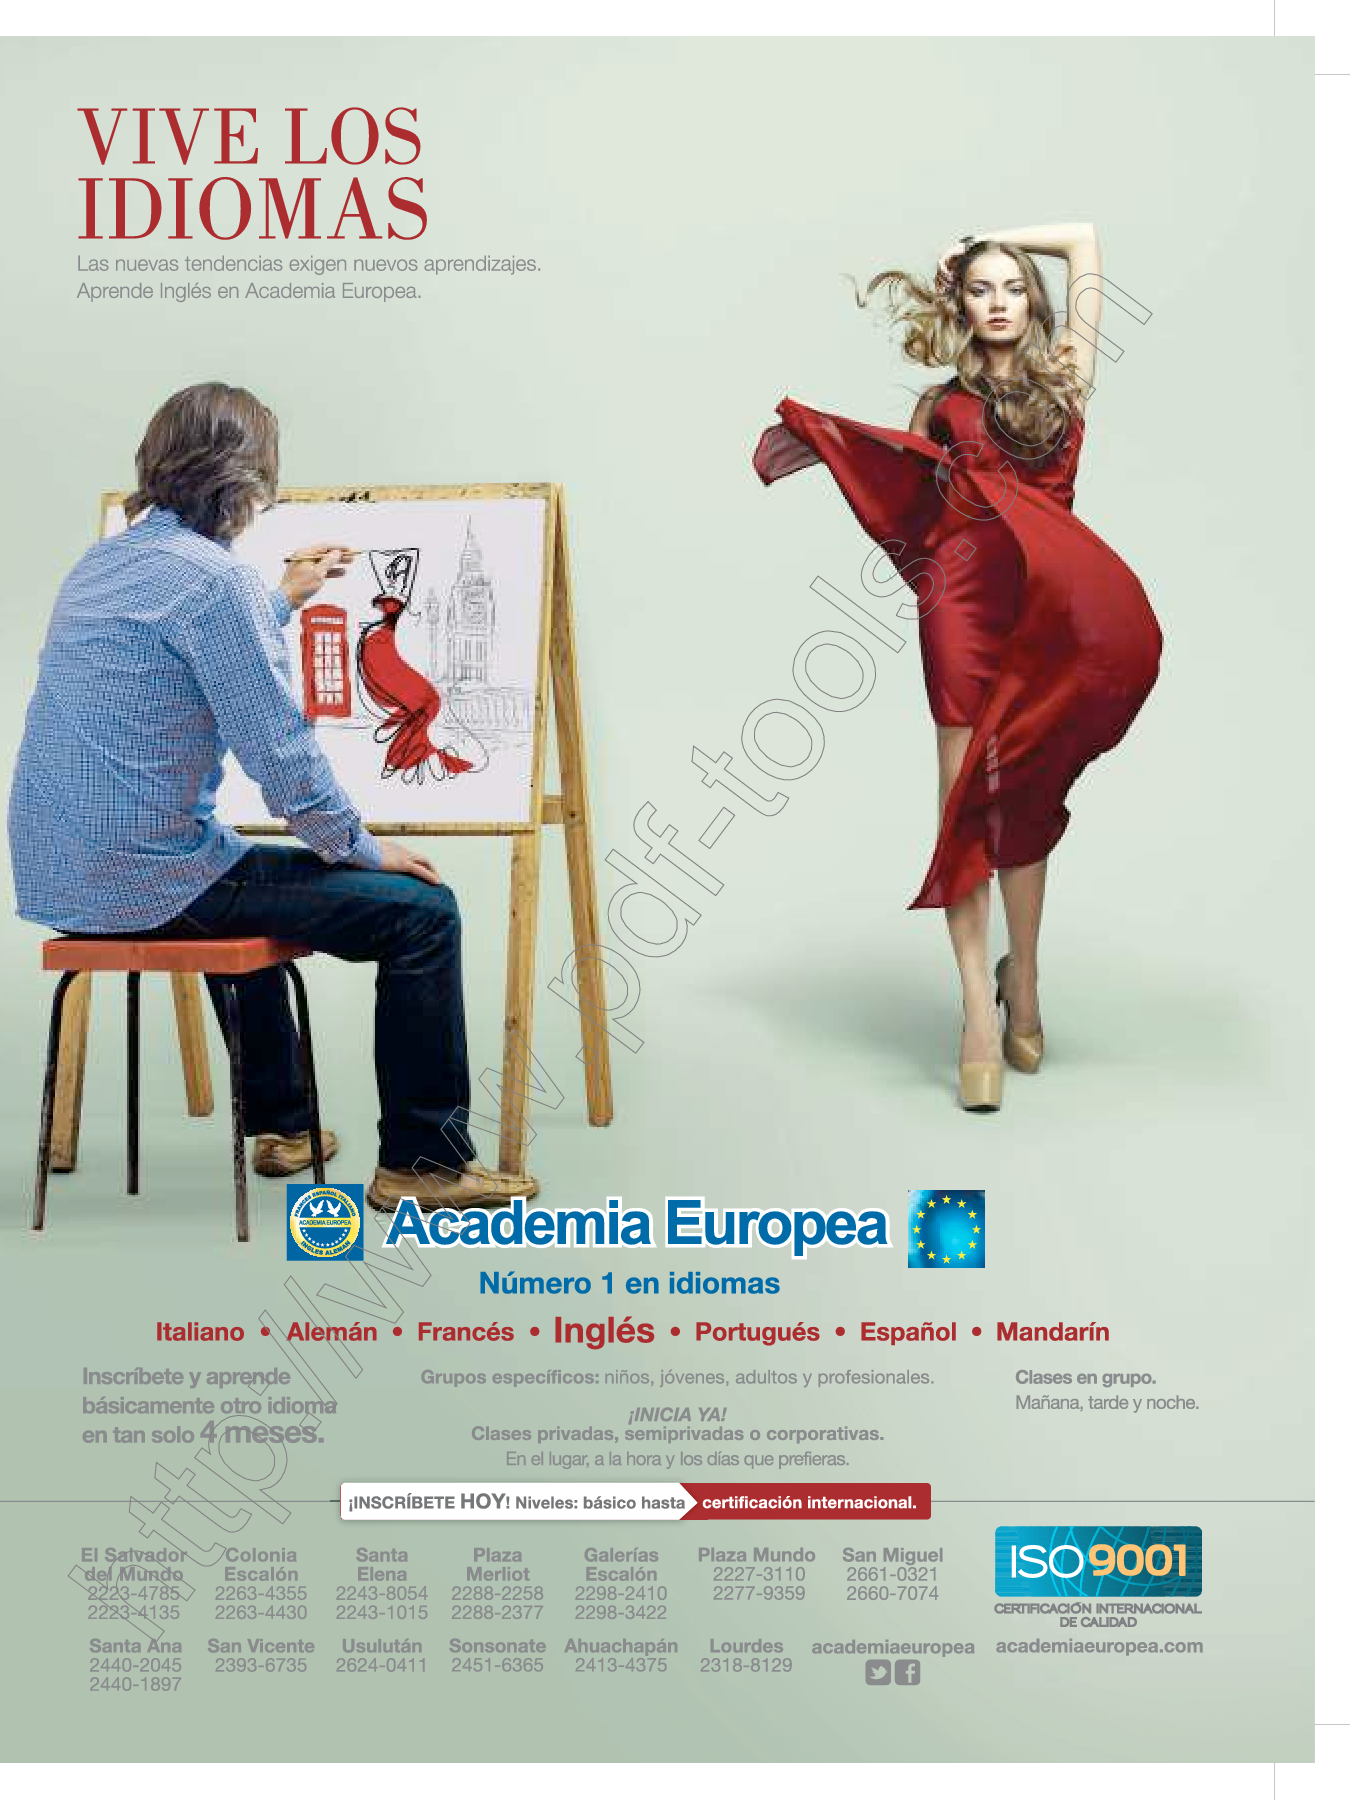 VIVE LOS
IDIOMAS
Las nuevas tendencias exigen nuevos aprendizajes.
Aprende Inglés en Academia Europea.
A
http://www.pdf-tools.com
FRANCÉS ESPAÑOL ITALIANO
ACADEMIA EUROPEA
INGLES ALEMAN
Academia Europea
Número 1 en idiomas
Italiano • Alemán • Francés • Inglés • Portugués • Español • Mandarín
Inscríbete y aprende
básicamente otro idioma
en tan solo 4 meses.
Grupos específicos: niños, jóvenes, adultos y profesionales.
¡INICIA YA!
Clases privadas, semiprivadas o corporativas.
En el lugar, a la hora y los días que prefieras.
Clases en grupo.
Mañana, tarde y noche.
¡INSCRÍBETE HOY! Niveles: básico hasta certificación internacional.
El Salvador
del Mundo
2223-4785
2223-4135
Colonia
Escalón
2263-4355
2263-4430
Santa
Elena
2243-8054
2243-1015
Plaza
Merliot
2288-2258
2288-2377
Galerías
Escalón
2298-2410
2298-3422
Plaza Mundo
2227-3110
2277-9359
San Miguel
2661-0321
2660-7074
Santa Ana
2440-2045
2440-1897
San Vicente
2393-6735
Usulután
2624-0411
Sonsonate
2451-6365
Ahuachapán
2413-4375
Lourdes
2318-8129
academiaeuropea
ISO 9001
CERTIFICACIÓN INTERNACIONAL
DE CALIDAD
academiaeuropea.com